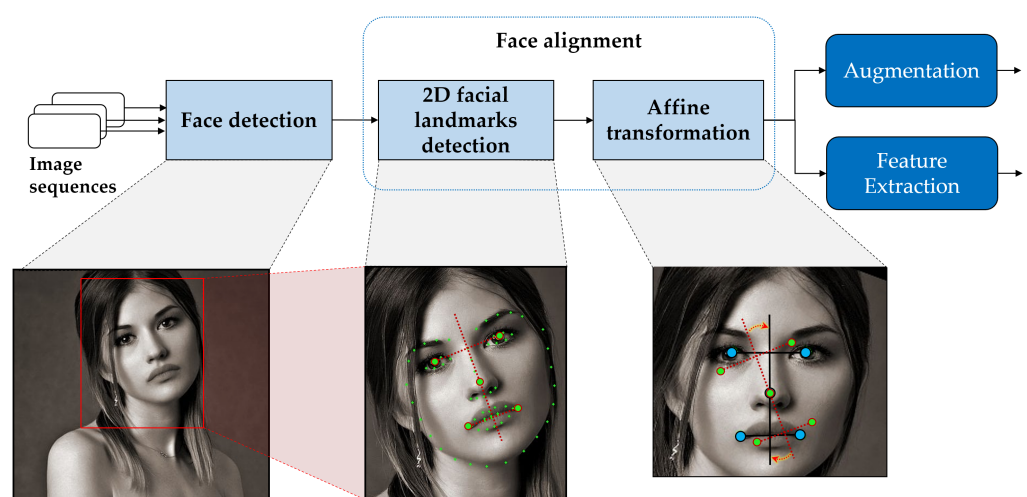 Face alignment
Image
sequences
Face detection
2D facial
landmarks
detection
Affine
transformation
Augmentation
Feature
Extraction